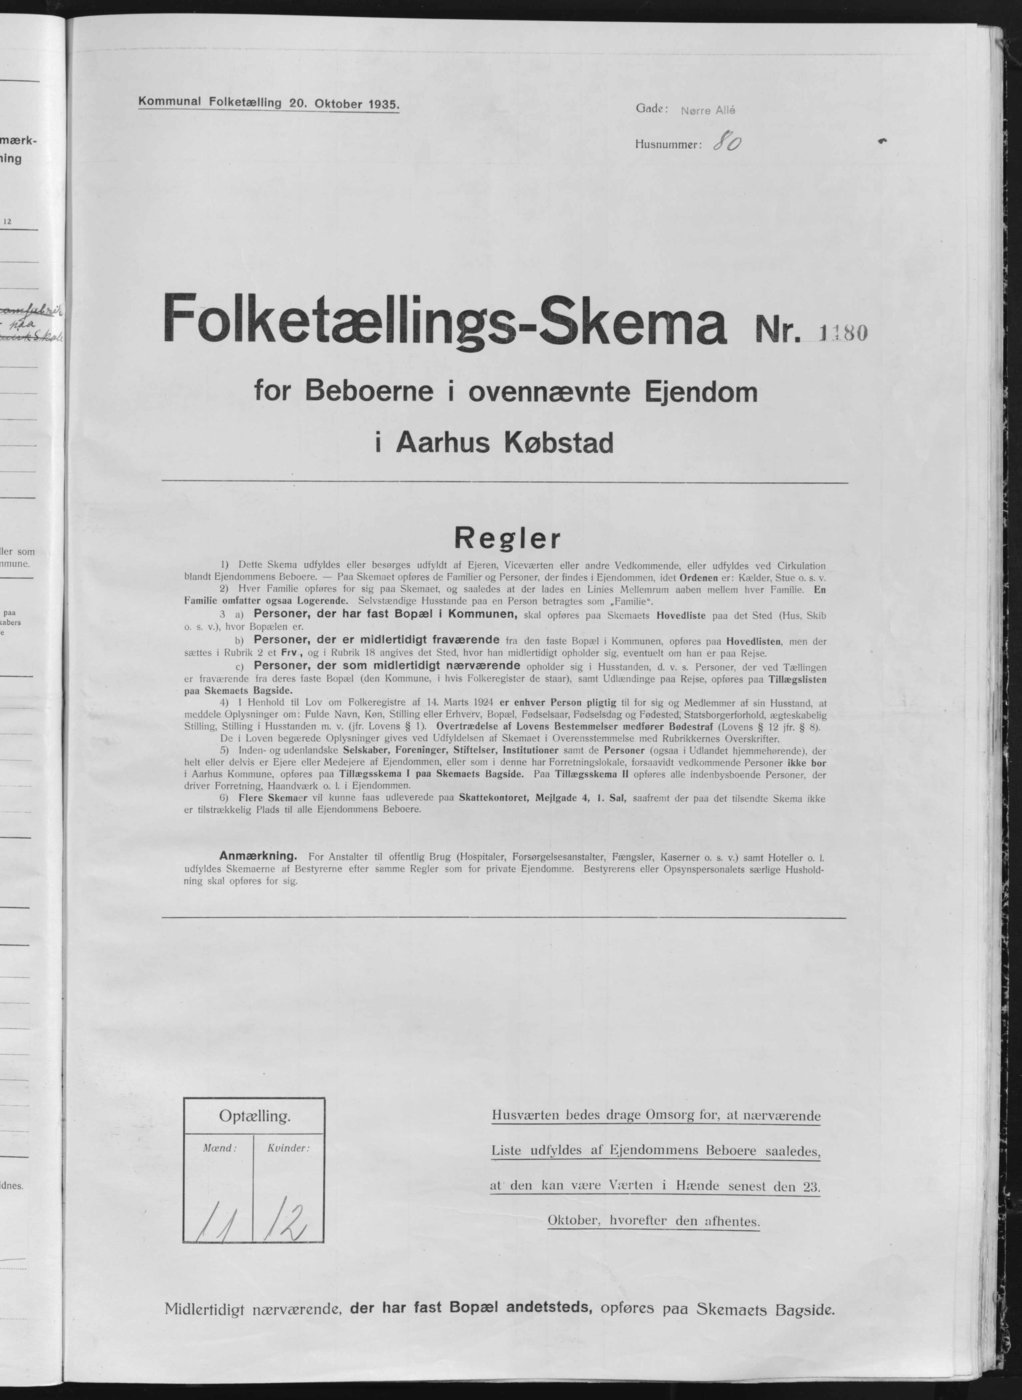 Kommunal Folketælling 20. Oktober 1935.
Gade: Nørre Allé
Husnummer: 80
Folketællings-Skema Nr. 1180
for Beboerne i ovennævnte Ejendom
i Aarhus Købstad
Regler
1) Dette Skema udfyldes eller besørges udfyldt af Ejeren, Viceværten eller andre Vedkommende, eller udfyldes ved Cirkulation
blandt Ejendommens Beboere. — Paa Skemaet opføres de Familier og Personer, der findes i Ejendommen, idet Ordenen er: Kælder, Stue o. s. v.
2) Hver Familie opføres for sig paa Skemaet, og saaledes at der lades en Linies Mellemrum aaben mellem hver Familie. En
Familie omfatter ogsaa Logerende. Selvstændige Husstande paa en Person betragtes som „Familie“.
3 a) Personer, der har fast Bopæl i Kommunen, skal opføres paa Skemaets Hovedliste paa det Sted (Hus, Skib
o. s. v.), hvor Bopælen er.
b) Personer, der er midlertidigt fraværende fra den faste Bopæl i Kommunen, opføres paa Hovedlisten, men der
sættes i Rubrik 2 et Frv., og i Rubrik 18 angives det Sted, hvor han midlertidigt opholder sig, eventuelt om han er paa Rejse.
c) Personer, der som midlertidigt nærværende opholder sig i Husstanden, d. v. s. Personer, der ved Tællingen
er fraværende fra deres faste Bopæl (den Kommune, i hvis Folkeregister de staar), samt Udlændinge paa Rejse, opføres paa Tillægslisten
paa Skemaets Bagside.
4) I Henhold til Lov om Folkeregistre af 14. Marts 1924 er enhver Person pligtig til for sig og Medlemmer af sin Husstand, at
meddele Oplysninger om: Fulde Navn, Køn, Stilling eller Erhverv, Bopæl, Fødselsaar, Fødselsdag og Fødested, Statsborgerforhold, ægteskabelig
Stilling, Stilling i Husstanden m. v. (jfr. Lovens § 1). Overtrædelse af Lovens Bestemmelser medfører Bødestraf (Lovens § 12 jfr. § 8).
De i Loven begærede Oplysninger gives ved Udfyldelsen af Skemaet i Overensstemmelse med Rubrikkernes Overskrifter.
5) Inden- og udenlandske Selskaber, Foreninger, Stiftelser, Institutioner samt de Personer (ogsaa i Udlandet hjemmehørende), der
helt eller delvis er Ejere eller Medejere af Ejendommen, eller som i denne har Forretningslokale, forsaavidt vedkommende Personer ikke bor
i Aarhus Kommune, opføres paa Tillægsskema I paa Skemaets Bagside. Paa Tillægsskema II opføres alle indenbysboende Personer, der
driver Forretning, Haandværk o. l. i Ejendommen.
6) Flere Skemaer vil kunne faas udleverede paa Skattekontoret, Mejlgade 4, 1. Sal, saafremt der paa det tilsendte Skema ikke
er tilstrækkelig Plads til alle Ejendommens Beboere.
Anmærkning. For Anstalter til offentlig Brug (Hospitaler, Forsørgelsesanstalter, Fængsler, Kaserner o. s. v.) samt Hoteller o. l.
udfyldes Skemaerne af Bestyrerne efter samme Regler som for private Ejendomme. Bestyrerens eller Opsynspersonalets særlige Hushold-
ning skal opføres for sig.
Optælling.
Mænd: Kvinder:
11 12
Husværten bedes drage Omsorg for, at nærværende
Liste udfyldes af Ejendommens Beboere saaledes,
at den kan være Værten i Hænde senest den 23.
Oktober, hvorefter den afhentes.
Midlertidigt nærværende, der har fast Bopæl andetsteds, opføres paa Skemaets Bagside.